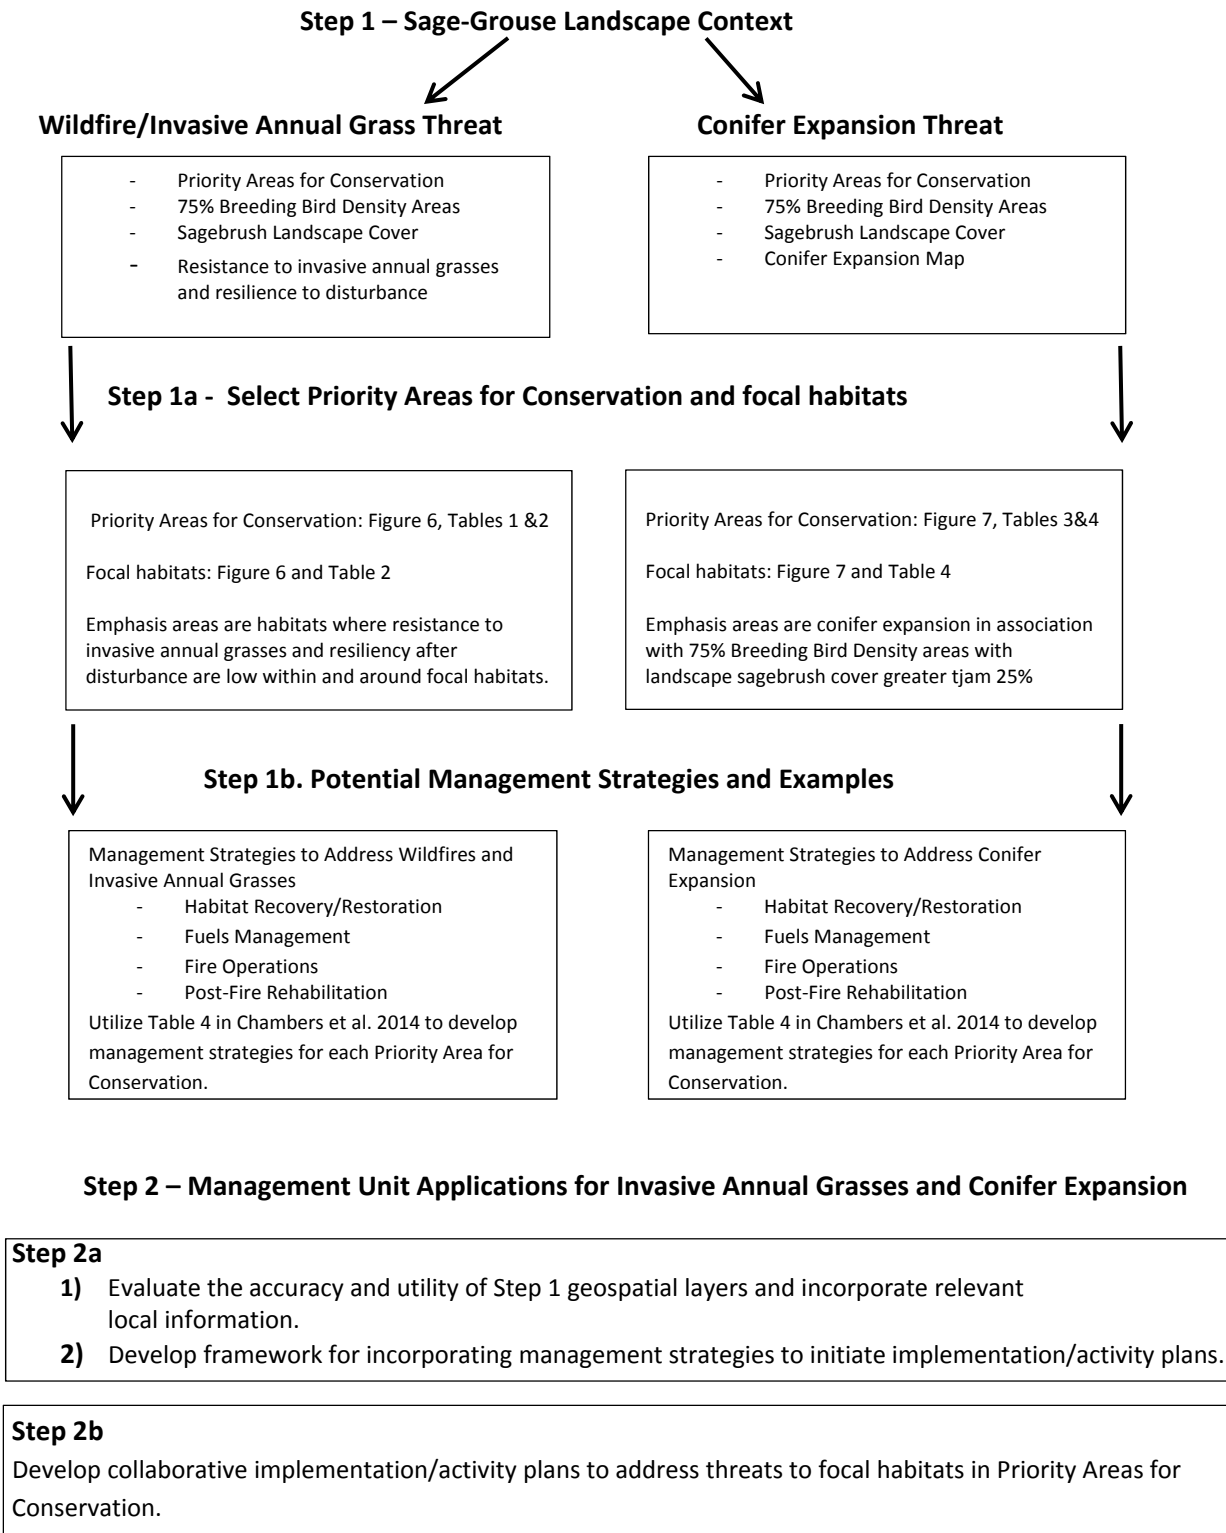 Step 1 – Sage-Grouse Landscape Context
Wildfire/Invasive Annual Grass Threat
- Priority Areas for Conservation
- 75% Breeding Bird Density Areas
- Sagebrush Landscape Cover
- Resistance to invasive annual grasses
and resilience to disturbance
Conifer Expansion Threat
- Priority Areas for Conservation
- 75% Breeding Bird Density Areas
- Sagebrush Landscape Cover
- Conifer Expansion Map
Step 1a - Select Priority Areas for Conservation and focal habitats
Priority Areas for Conservation: Figure 6, Tables 1 &2
Focal habitats: Figure 6 and Table 2
Emphasis areas are habitats where resistance to
invasive annual grasses and resiliency after
disturbance are low within and around focal habitats.
Priority Areas for Conservation: Figure 7, Tables 3&4
Focal habitats: Figure 7 and Table 4
Emphasis areas are conifer expansion in association
with 75% Breeding Bird Density areas with
landscape sagebrush cover greater tjam 25%
Step 1b. Potential Management Strategies and Examples
Management Strategies to Address Wildfires and
Invasive Annual Grasses
- Habitat Recovery/Restoration
- Fuels Management
- Fire Operations
- Post-Fire Rehabilitation
Utilize Table 4 in Chambers et al. 2014 to develop
management strategies for each Priority Area for
Conservation.
Management Strategies to Address Conifer
Expansion
- Habitat Recovery/Restoration
- Fuels Management
- Fire Operations
- Post-Fire Rehabilitation
Utilize Table 4 in Chambers et al. 2014 to develop
management strategies for each Priority Area for
Conservation.
Step 2 – Management Unit Applications for Invasive Annual Grasses and Conifer Expansion
Step 2a
1) Evaluate the accuracy and utility of Step 1 geospatial layers and incorporate relevant
local information.
2) Develop framework for incorporating management strategies to initiate implementation/activity plans.
Step 2b
Develop collaborative implementation/activity plans to address threats to focal habitats in Priority Areas for
Conservation.